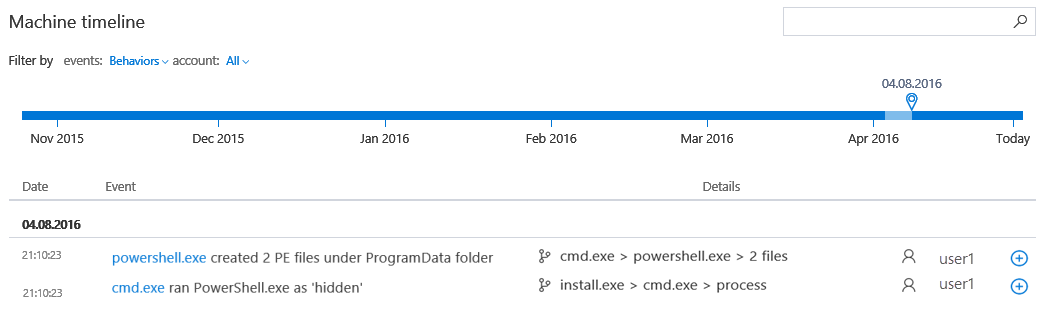 Machine timeline
Filter by events: Behaviors account: All
04.08.2016
Nov 2015 Dec 2015 Jan 2016 Feb 2016 Mar 2016 Apr 2016 Today
Date Event Details
04.08.2016
21:10:23 powershell.exe created 2 PE files under ProgramData folder cmd.exe > powershell.exe > 2 files user1
21:10:23 cmd.exe ran PowerShell.exe as 'hidden' install.exe > cmd.exe > process user1